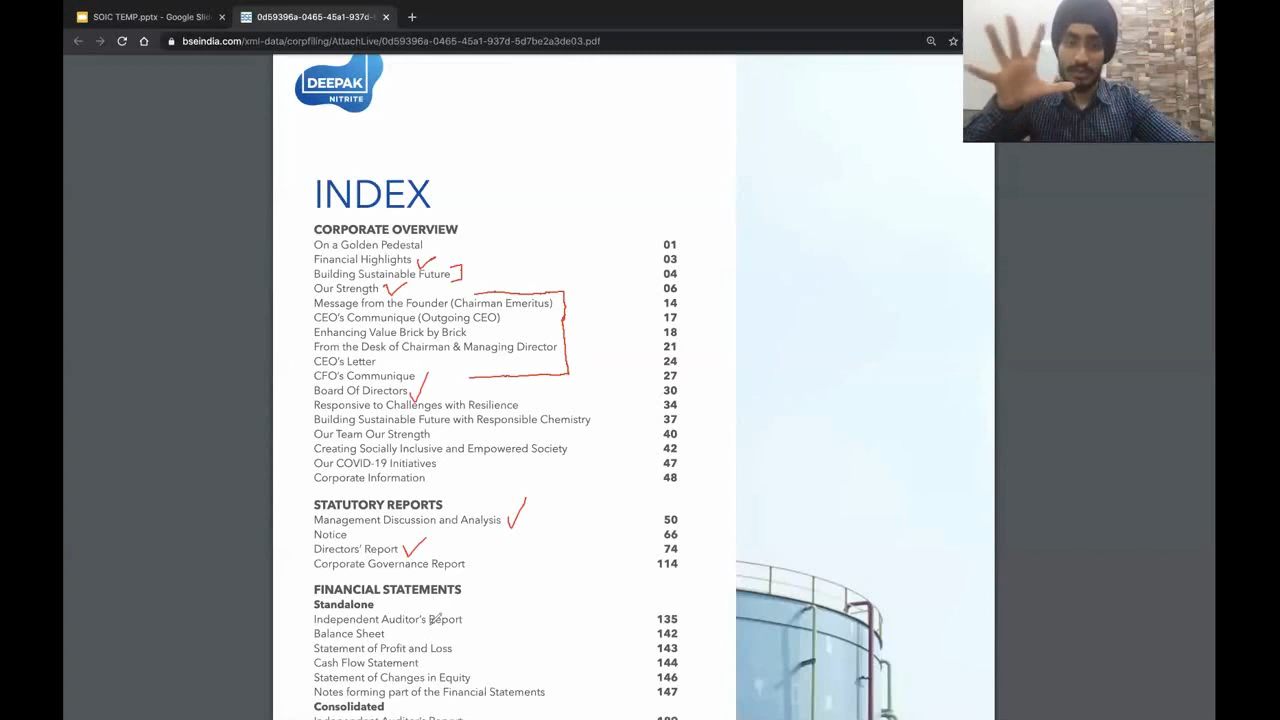 SOIC TEMP.pptx - Google Slid
0d59396a-0465-45a1-937d-
bseindia.com/xml-data/corpfiling/AttachLive/0d59396a-0465-45a1-937d-5d7be2a3de03.pdf
DEEPAK
NITRITE
INDEX
CORPORATE OVERVIEW
On a Golden Pedestal 01
Financial Highlights 03
Building Sustainable Future 04
Our Strength 06
Message from the Founder (Chairman Emeritus) 14
CEO's Communique (Outgoing CEO) 17
Enhancing Value Brick by Brick 18
From the Desk of Chairman & Managing Director 21
CEO's Letter 24
CFO's Communique 27
Board Of Directors 30
Responsive to Challenges with Resilience 34
Building Sustainable Future with Responsible Chemistry 37
Our Team Our Strength 40
Creating Socially Inclusive and Empowered Society 42
Our COVID-19 Initiatives 47
Corporate Information 48
STATUTORY REPORTS
Management Discussion and Analysis 50
Notice 66
Directors' Report 74
Corporate Governance Report 114
FINANCIAL STATEMENTS
Standalone
Independent Auditor's Report 135
Balance Sheet 142
Statement of Profit and Loss 143
Cash Flow Statement 144
Statement of Changes in Equity 146
Notes forming part of the Financial Statements 147
Consolidated
Independent Auditor's Report